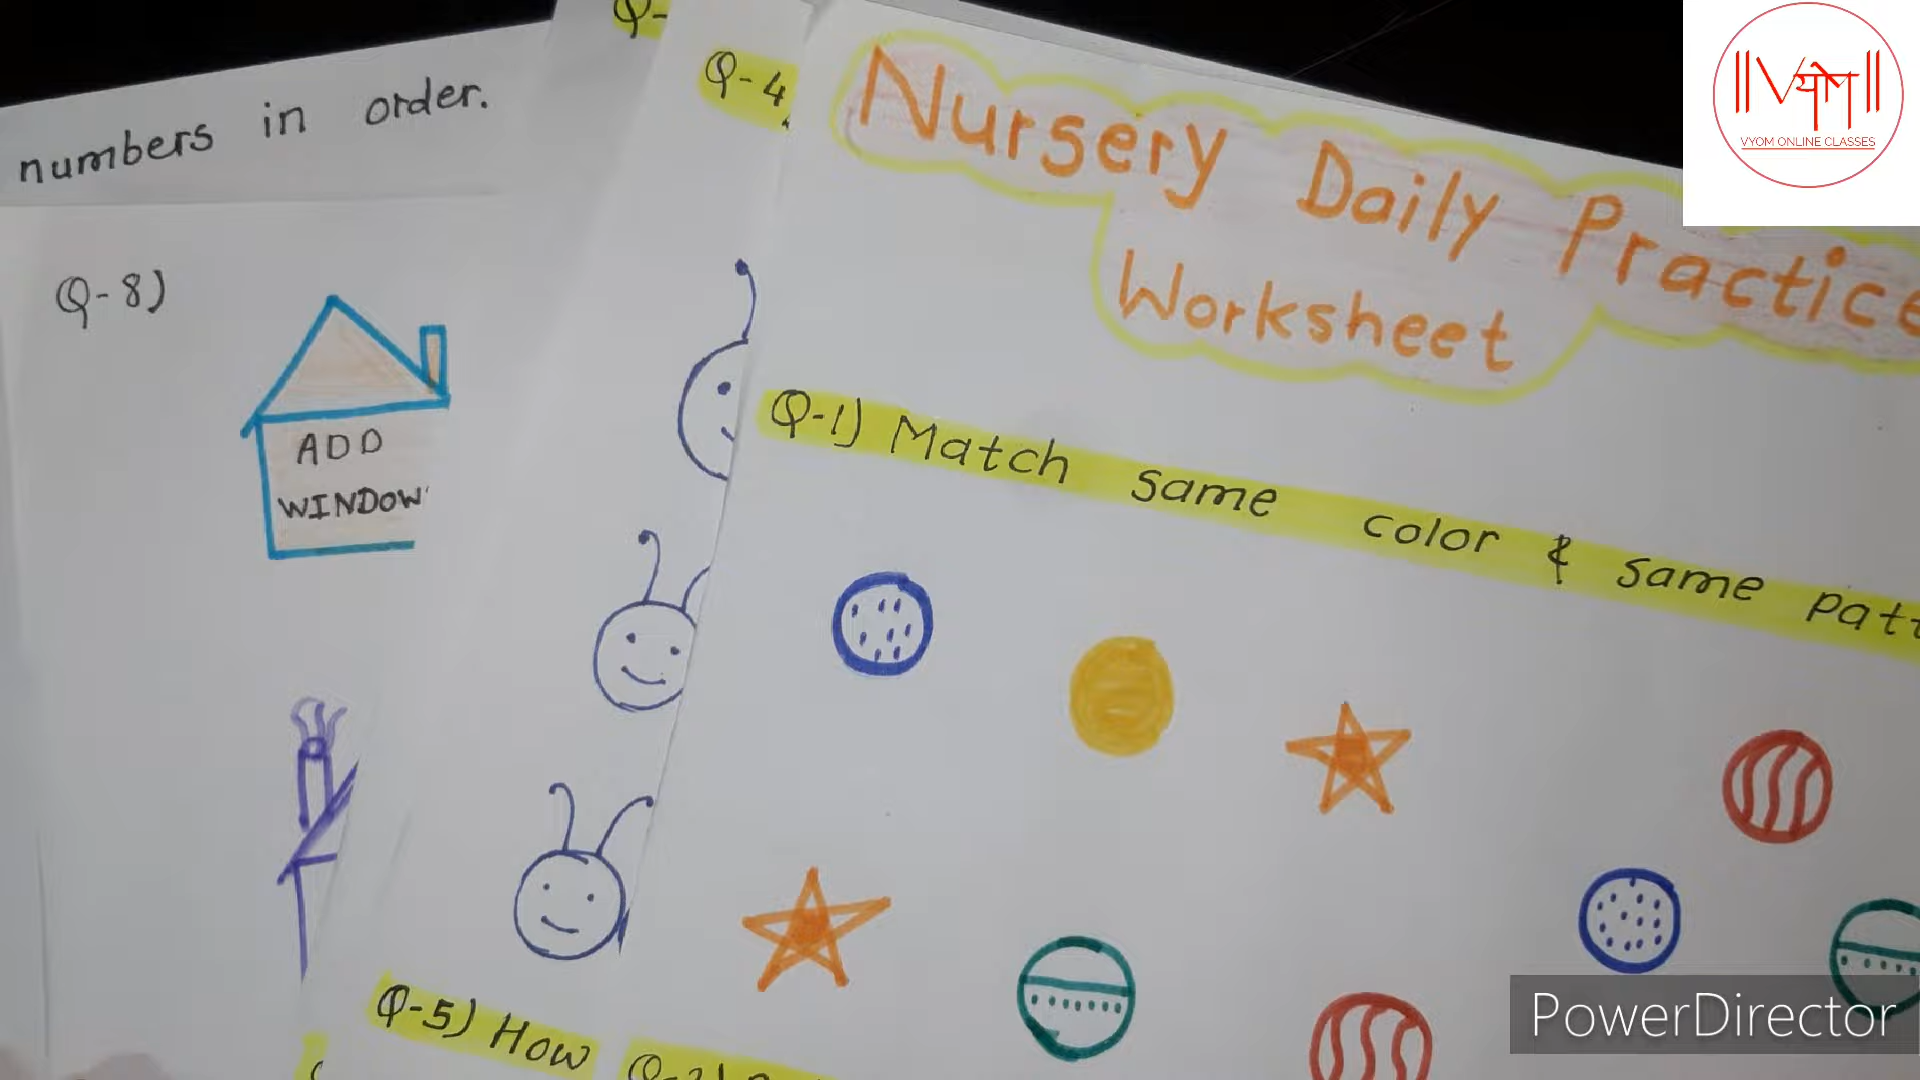 numbers in order.
Q-8)
ADD
WINDOW
Q-4
Nursery Daily Practice
Worksheet
Q-1) Match same color & same
Q-5) How
||Vयोम||
VYOM ONLINE CLASSES
PowerDirector